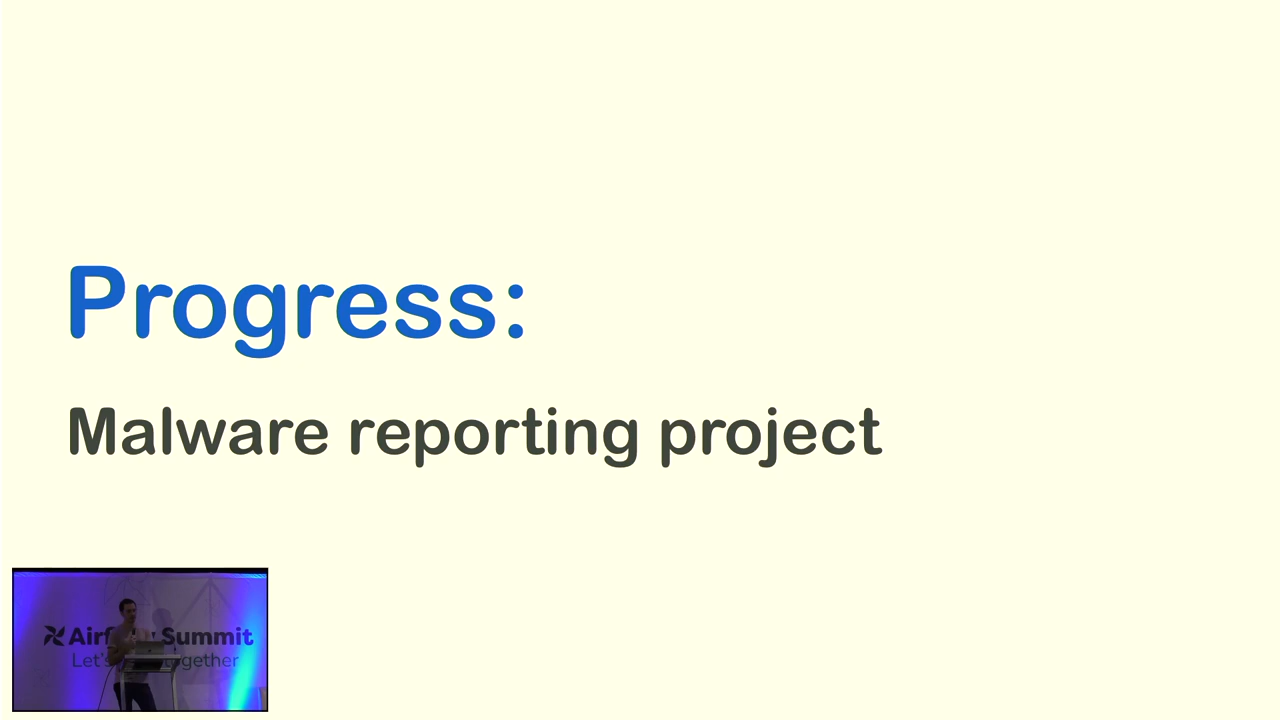 Progress:
Malware reporting project
Airflow Summit
Let's together